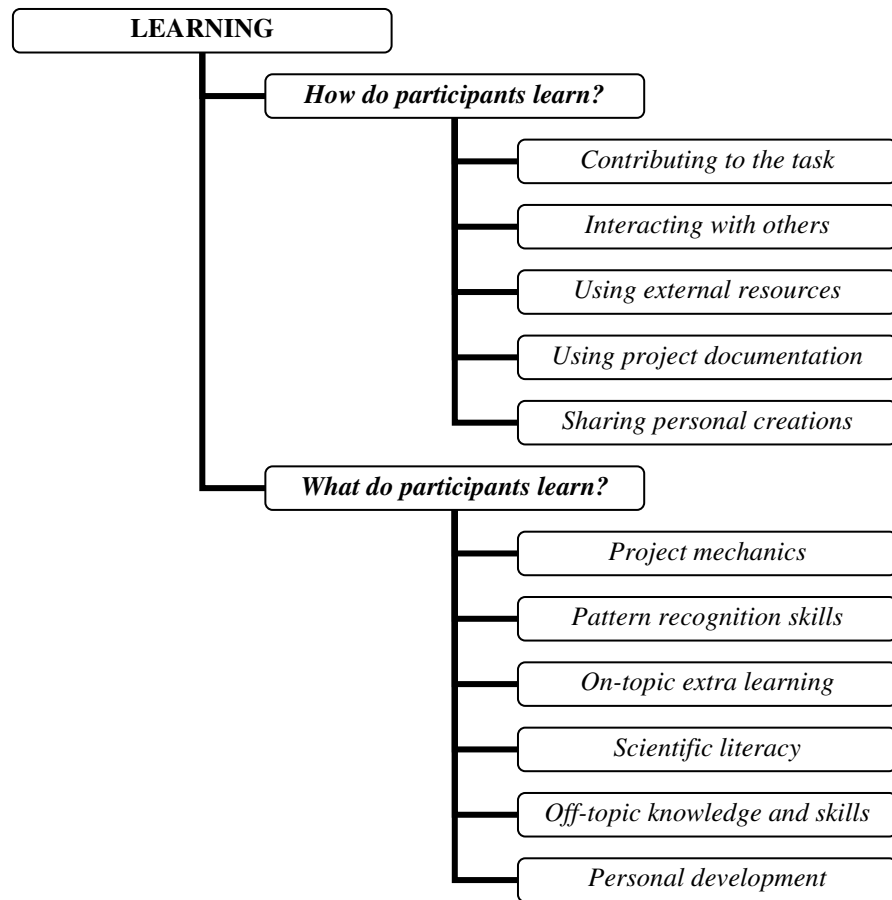 LEARNING
How do participants learn?
Contributing to the task
Interacting with others
Using external resources
Using project documentation
Sharing personal creations
What do participants learn?
Project mechanics
Pattern recognition skills
On-topic extra learning
Scientific literacy
Off-topic knowledge and skills
Personal development